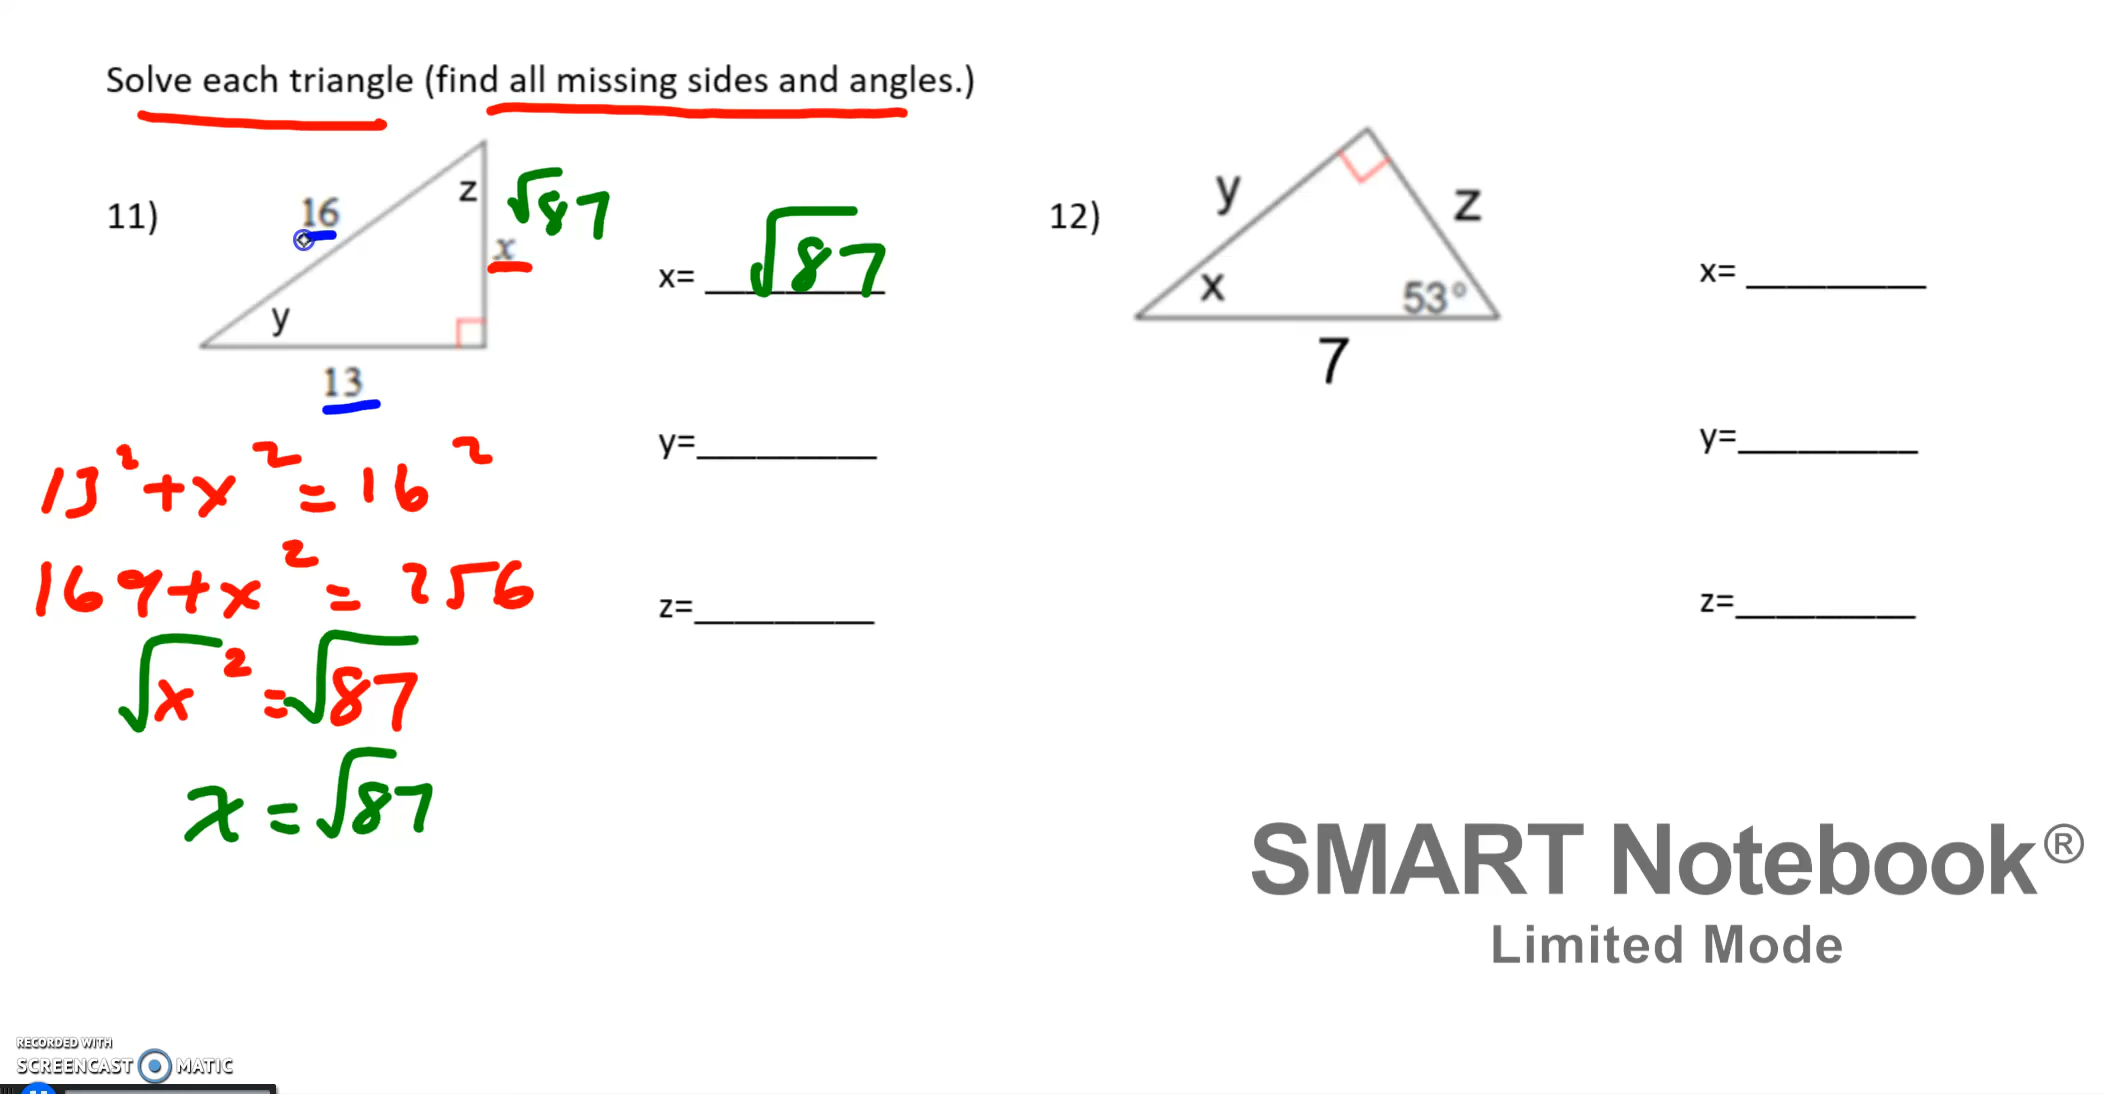 Solve each triangle (find all missing sides and angles.)
11)
16
z
√87
x
y
13
x= √87
y=
z=
13² + x² = 16²
169 + x² = 256
√x² = √87
x = √87
12)
y
z
x
53°
7
x=
y=
z=
SMART Notebook®
Limited Mode
RECORDED WITH
SCREENCAST MATIC